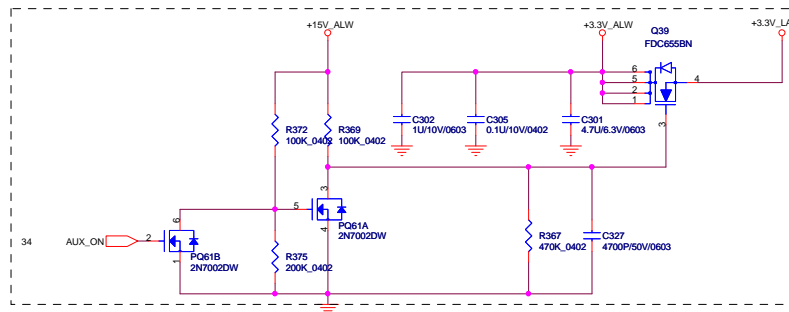 +15V_ALW
+3.3V_ALW
+3.3V_LA
Q39
FDC655BN
6
5
2
1
4
3
C302
1U/10V/0603
C305
0.1U/10V/0402
C301
4.7U/6.3V/0603
R372
100K_0402
R369
100K_0402
34
AUX_ON
2
6
1
PQ61B
2N7002DW
5
3
4
PQ61A
2N7002DW
R375
200K_0402
R367
470K_0402
C327
4700P/50V/0603